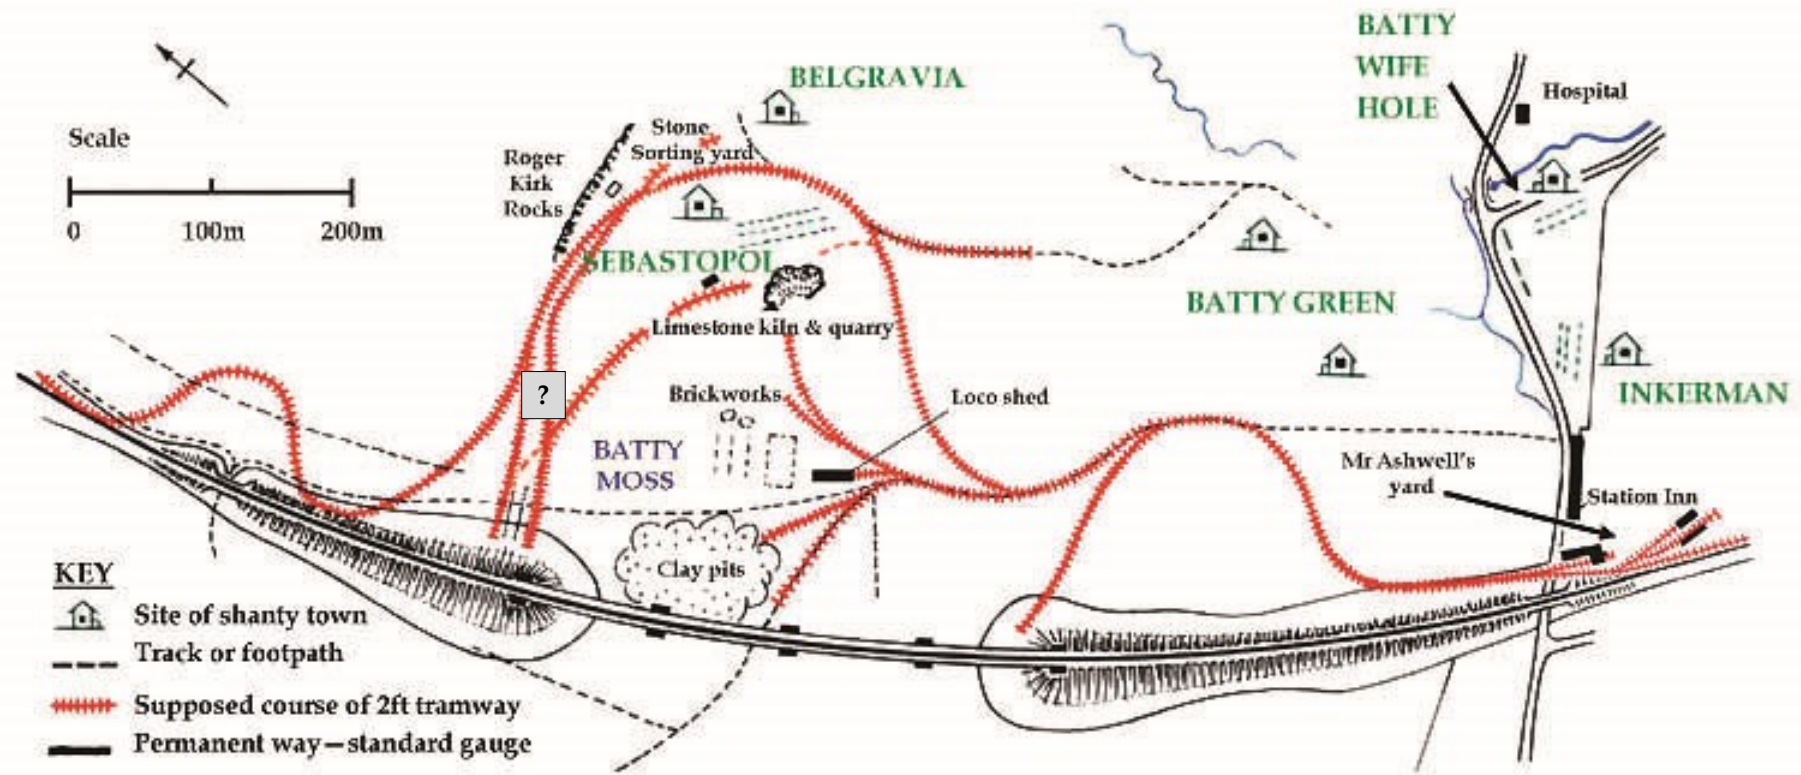 BATTY
WIFE
HOLE
BELGRAVIA
Hospital
Scale
0 100m 200m
Stone
Sorting yard
Roger
Kirk
Rocks
SEBASTOPOL
Limestone kiln & quarry
BATTY GREEN
INKERMAN
?
Brickworks
Loco shed
BATTY
MOSS
Mr Ashwell's
yard
Station Inn
Clay pits
KEY
Site of shanty town
Track or footpath
Supposed course of 2ft tramway
Permanent way—standard gauge